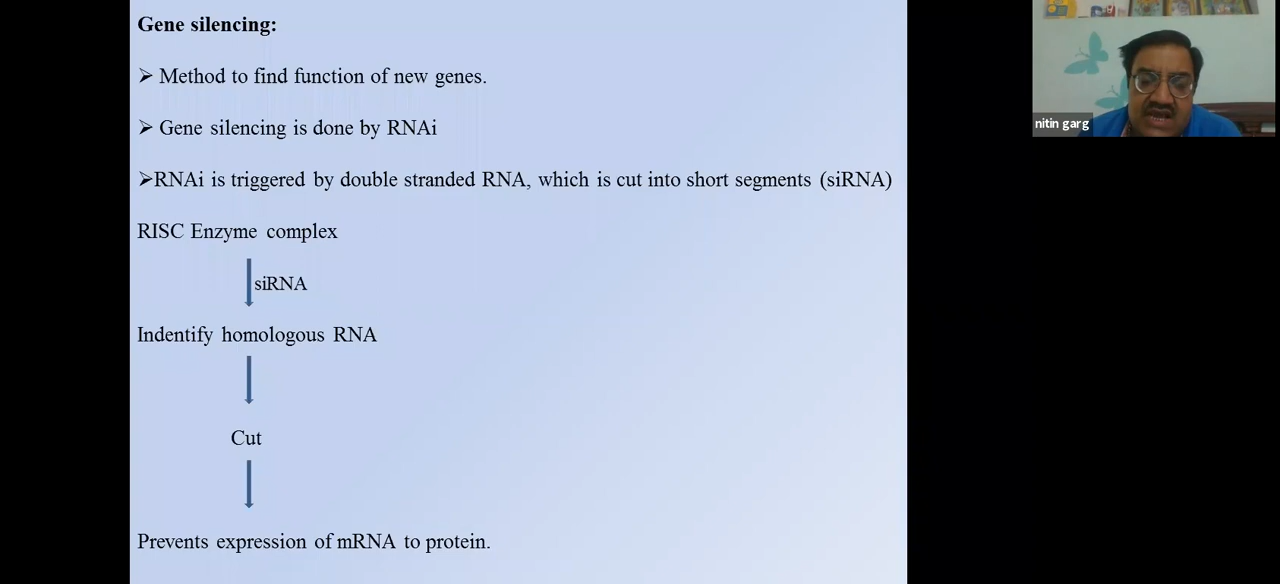 Gene silencing:
➢ Method to find function of new genes.
➢ Gene silencing is done by RNAi
➢RNAi is triggered by double stranded RNA, which is cut into short segments (siRNA)
RISC Enzyme complex
siRNA
Indentify homologous RNA
Cut
Prevents expression of mRNA to protein.
nitin garg